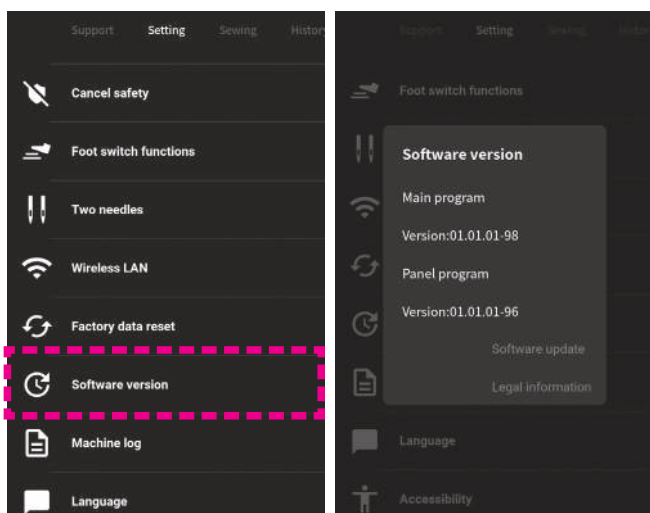 Support Setting Sewing History
Cancel safety
Foot switch functions
Two needles
Wireless LAN
Factory data reset
Software version
Machine log
Language
Support Setting Sewing
Foot switch functions
Software version
Main program
Version:01.01.01-98
Panel program
Version:01.01.01-96
Software update
Legal information
Language
Accessibility